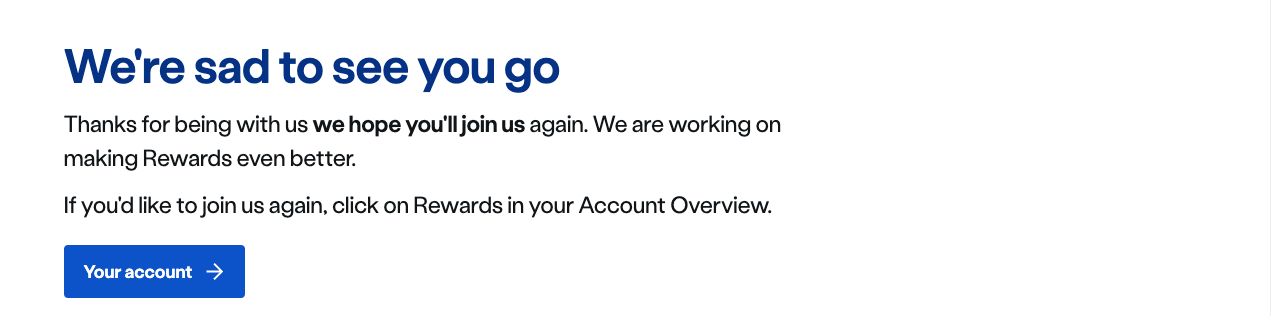 We're sad to see you go
Thanks for being with us we hope you'll join us again. We are working on
making Rewards even better.
If you'd like to join us again, click on Rewards in your Account Overview.
Your account